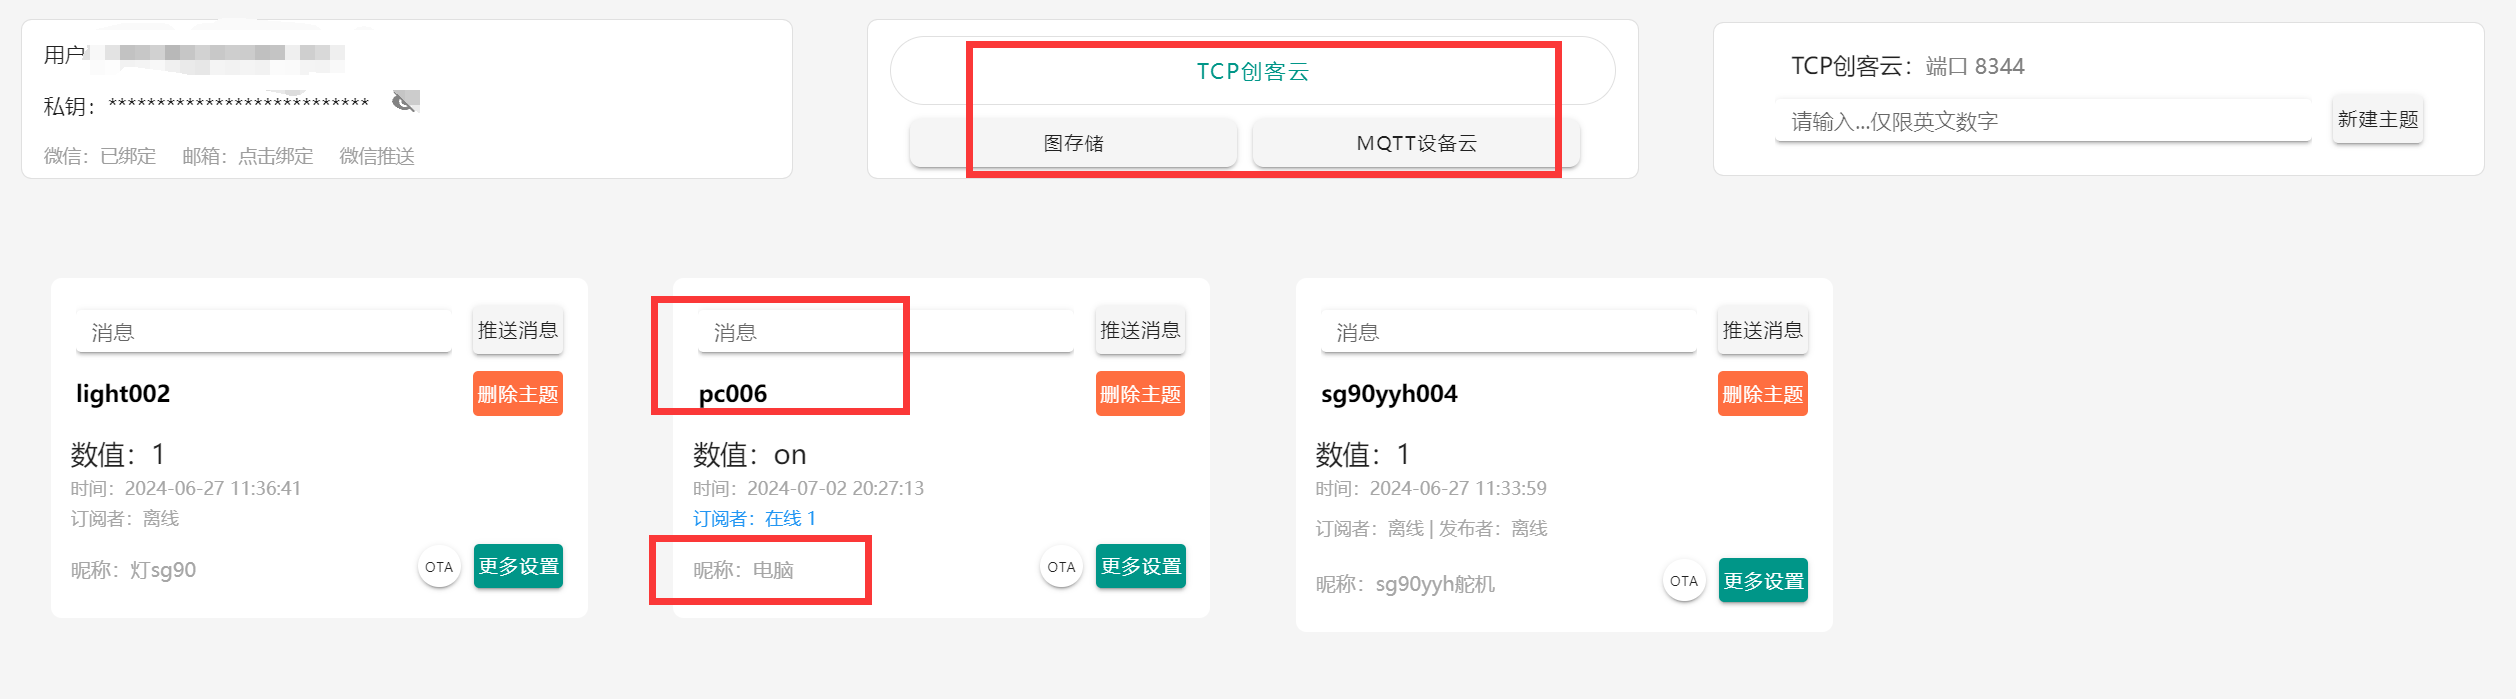 用户
私钥：***************************
微信：已绑定 邮箱：点击绑定 微信推送
TCP创客云
图存储 MQTT设备云
TCP创客云：端口 8344
请输入...仅限英文数字 新建主题
消息 推送消息
light002 删除主题
数值：1
时间：2024-06-27 11:36:41
订阅者：离线
昵称：灯sg90 OTA 更多设置
消息 推送消息
pc006 删除主题
数值：on
时间：2024-07-02 20:27:13
订阅者：在线 1
昵称：电脑 OTA 更多设置
消息 推送消息
sg90yyh004 删除主题
数值：1
时间：2024-06-27 11:33:59
订阅者：离线 | 发布者：离线
昵称：sg90yyh舵机 OTA 更多设置